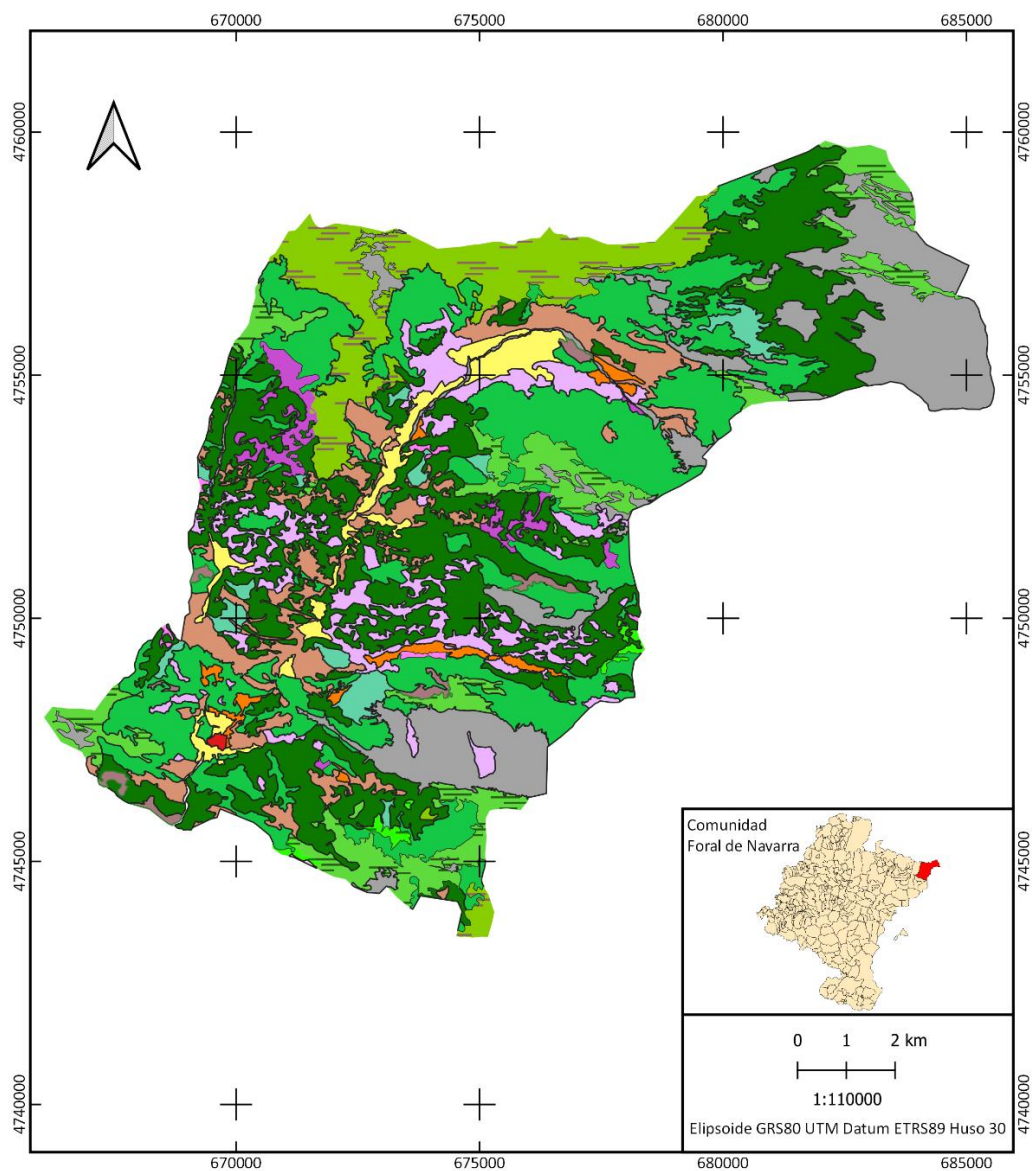 670000 675000 680000 685000
4760000 4760000
4755000 4755000
4750000 4750000
4745000 4745000
Comunidad
Foral de Navarra
0 1 2 km
1:110000
Elipsoide GRS80 UTM Datum ETRS89 Huso 30
4740000 4740000
670000 675000 680000 685000